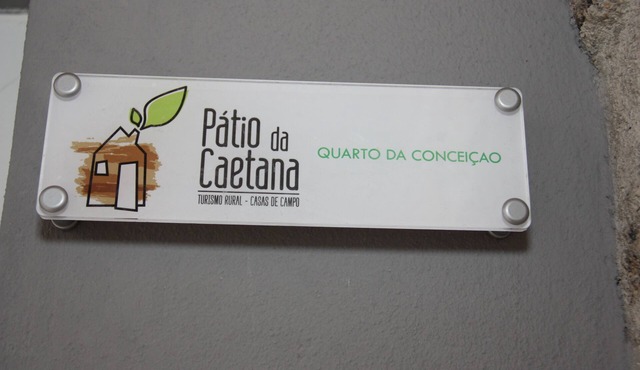 Pátio da
Caetana
TURISMO RURAL - CASAS DE CAMPO
QUARTO DA CONCEIÇAO